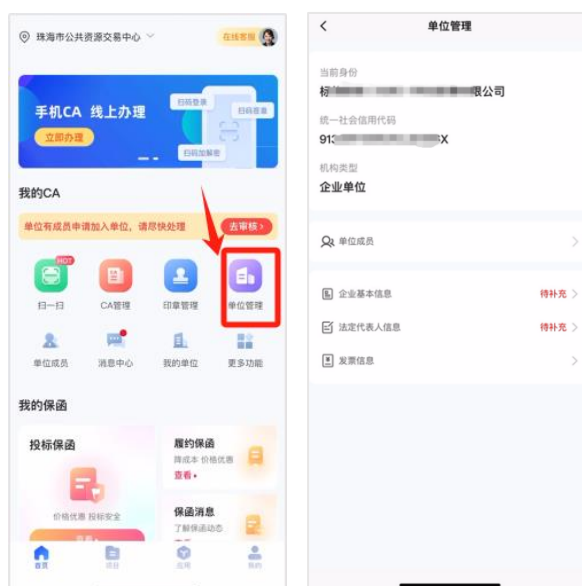 珠海市公共资源交易中心
在线客服
手机CA 线上办理
立即办理
扫码登录
扫码签章
扫码加解密
我的CA
单位有成员申请加入单位，请尽快处理
去审核>
HOT
扫一扫
CA管理
印章管理
单位管理
单位成员
消息中心
我的单位
更多功能
我的保函
投标保函
价格优惠 投标安全
履约保函
降成本 价格优惠
查看
保函消息
了解保函动态
首页
项目
应用
我的
单位管理
当前身份
限公司
统一社会信用代码
913
X
机构类型
企业单位
单位成员
企业基本信息
待补充
法定代表人信息
待补充
发票信息